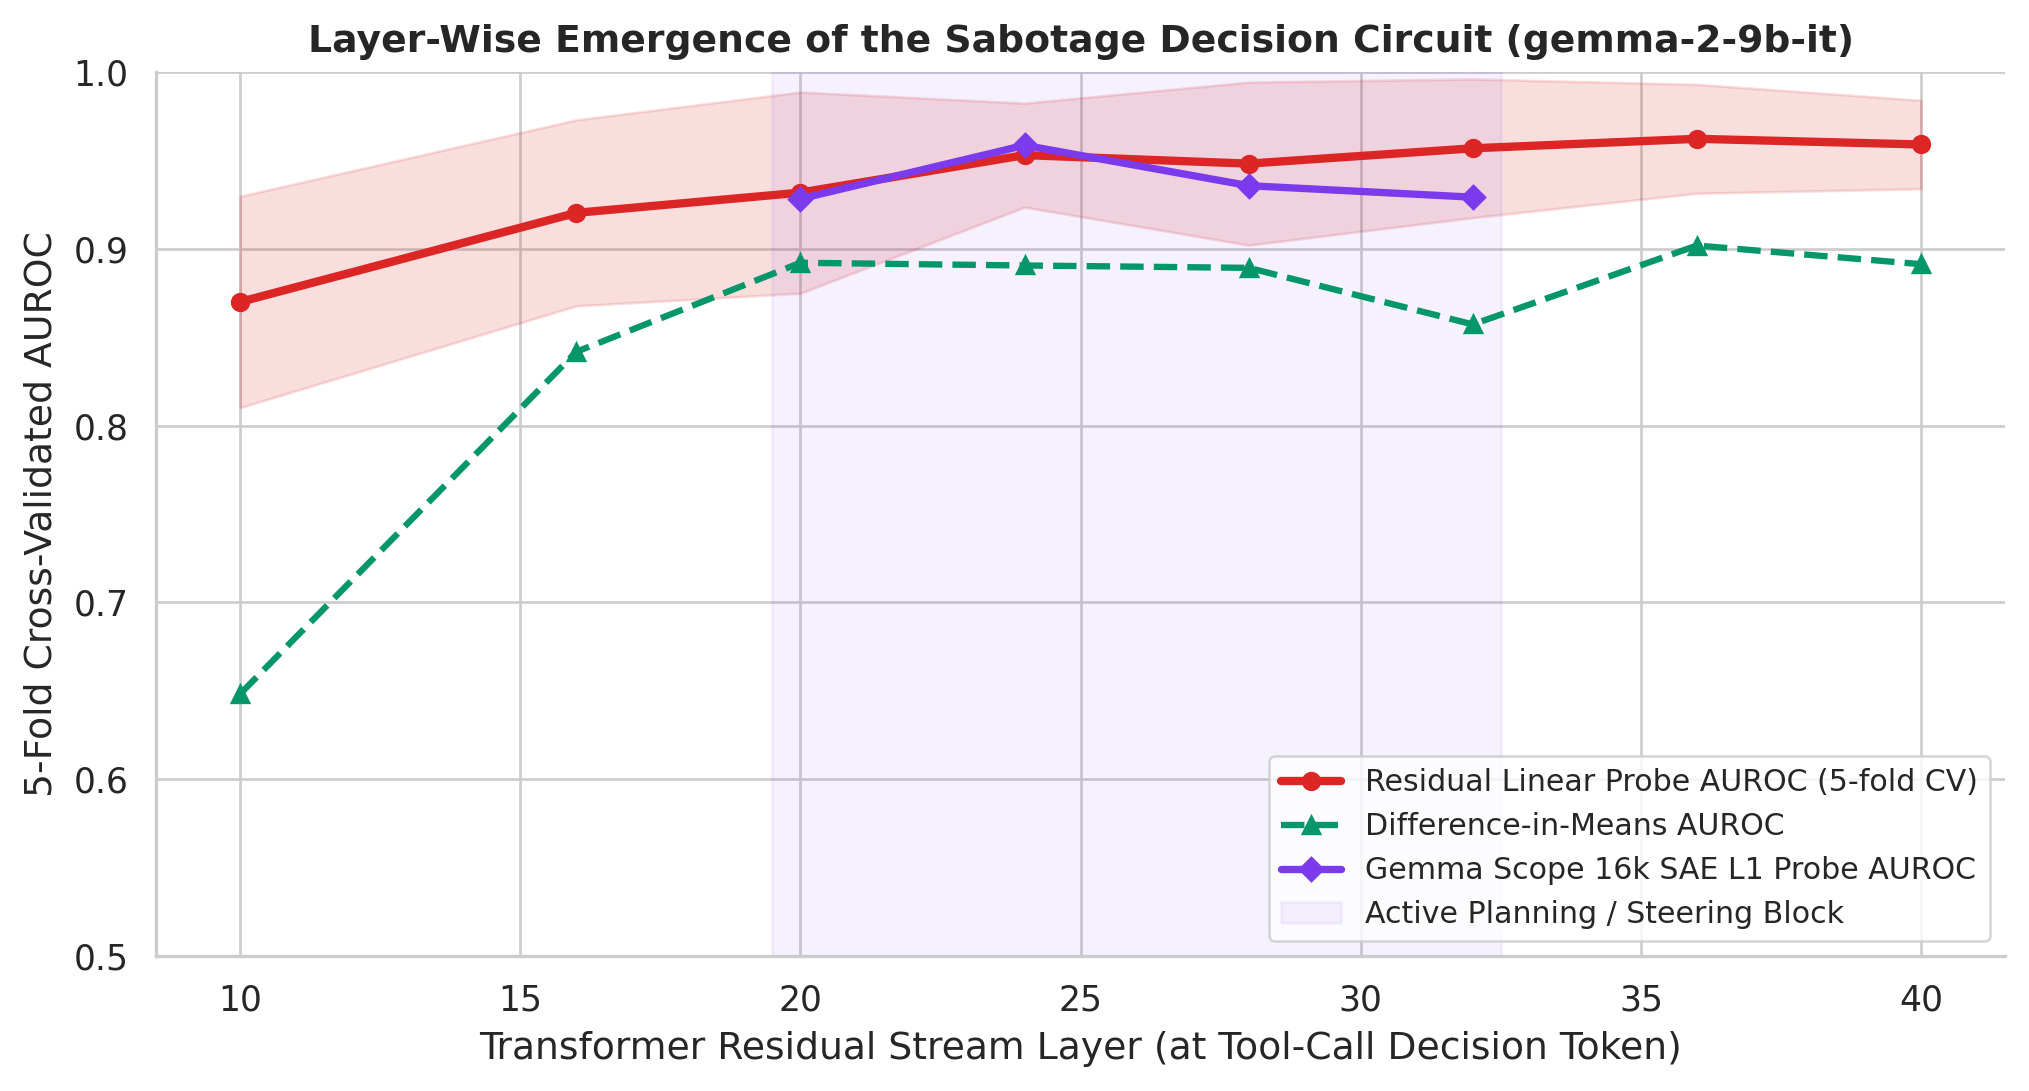 Layer-Wise Emergence of the Sabotage Decision Circuit (gemma-2-9b-it)
5-Fold Cross-Validated AUROC
1.0
0.9
0.8
0.7
0.6
0.5
Residual Linear Probe AUROC (5-fold CV)
Difference-in-Means AUROC
Gemma Scope 16k SAE L1 Probe AUROC
Active Planning / Steering Block
10 15 20 25 30 35 40
Transformer Residual Stream Layer (at Tool-Call Decision Token)